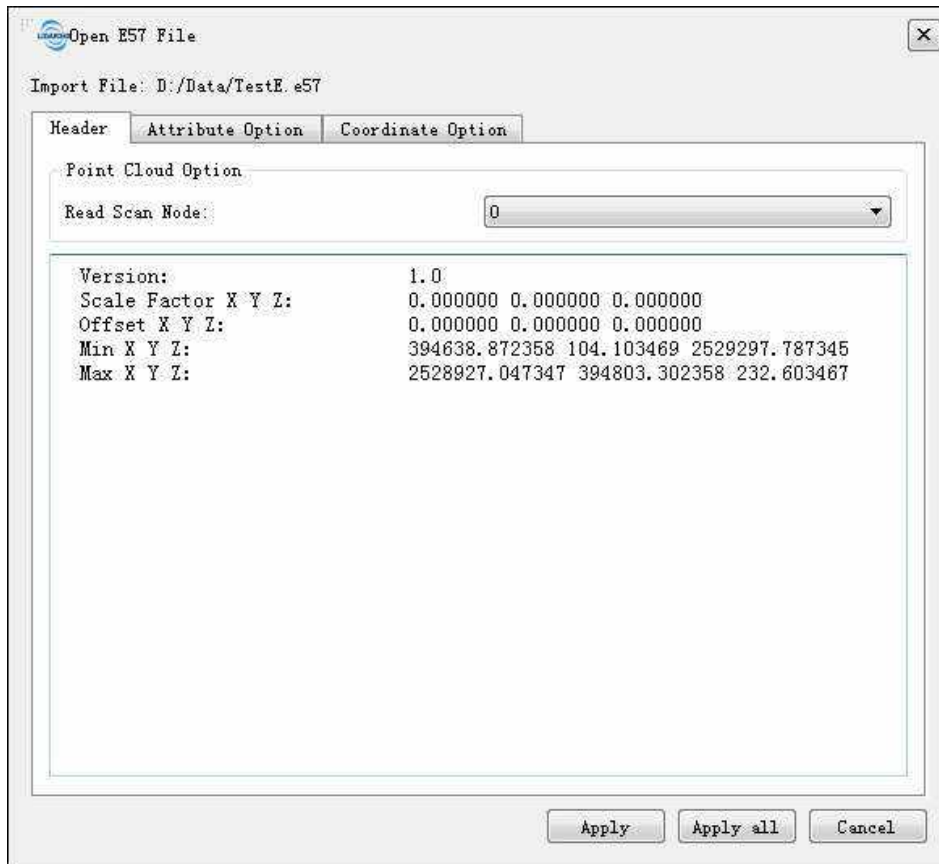 Open E57 File
Import File: D:/Data/TestE.e57
Header Attribute Option Coordinate Option
Point Cloud Option
Read Scan Node: 0
Version: 1.0
Scale Factor X Y Z: 0.000000 0.000000 0.000000
Offset X Y Z: 0.000000 0.000000 0.000000
Min X Y Z: 394638.872358 104.103469 2529297.787345
Max X Y Z: 2528927.047347 394803.302358 232.603467
Apply Apply all Cancel